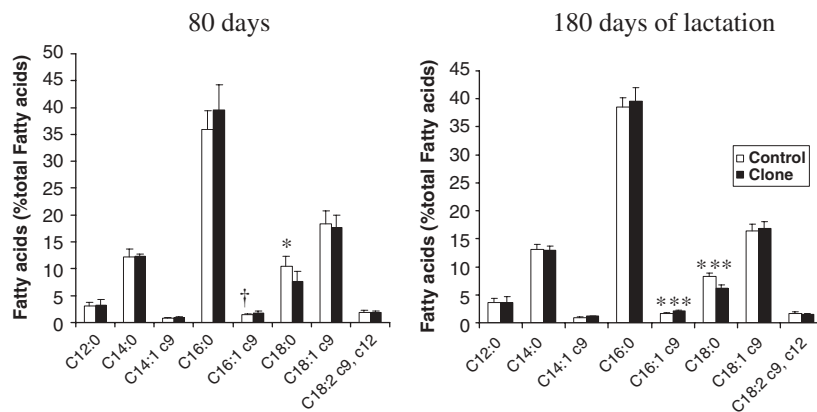 80 days
180 days of lactation
Fatty acids (%total Fatty acids)
50
45
40
35
30
25
20
15
10
5
0
†
*
C12:0
C14:0
C14:1 c9
C16:0
C16:1 c9
C18:0
C18:1 c9
C18:2 c9, c12
Fatty acids (%total Fatty acids)
45
40
35
30
25
20
15
10
5
0
***
***
Control
Clone
C12:0
C14:0
C14:1 c9
C16:0
C16:1 c9
C18:0
C18:1 c9
C18:2 c9, c12